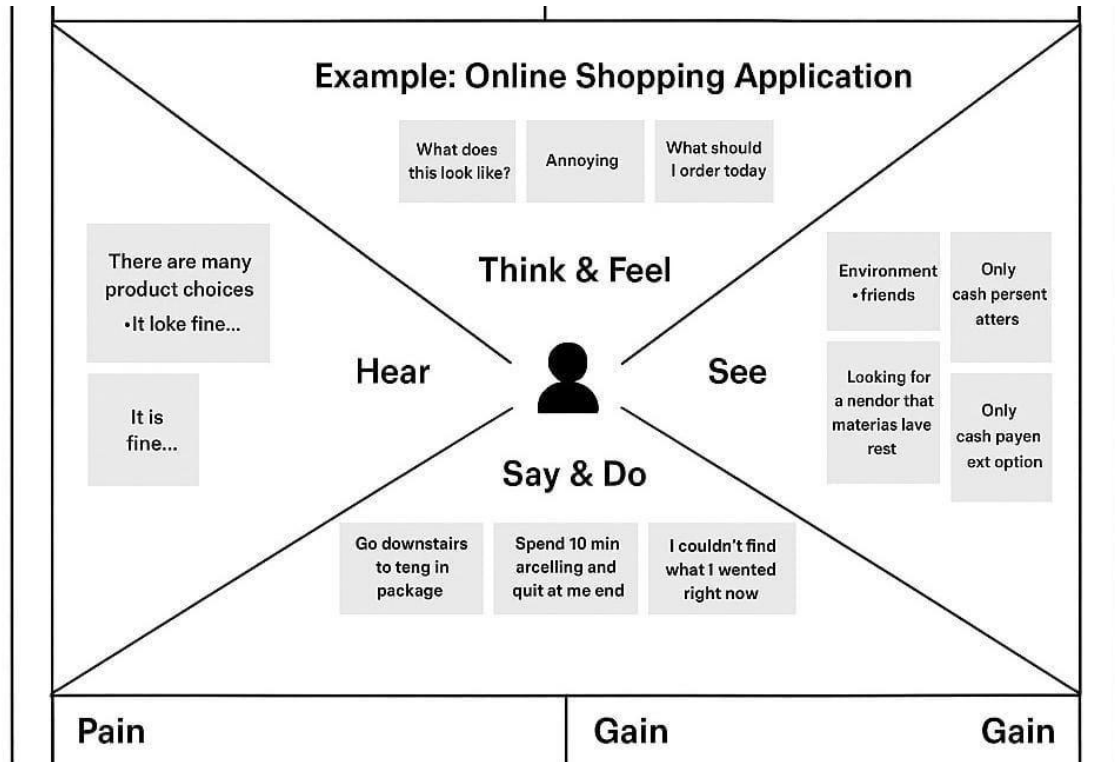 Example: Online Shopping Application
What does
this look like?
Annoying
What should
I order today
Think & Feel
There are many
product choices
•It loke fine...
It is
fine...
Hear
See
Environment
•friends
Only
cash persent
atters
Looking for
a nendor that
materias lave
rest
Only
cash payen
ext option
Say & Do
Go downstairs
to teng in
package
Spend 10 min
arcelling and
quit at me end
I couldn't find
what I wented
right now
Pain
Gain
Gain